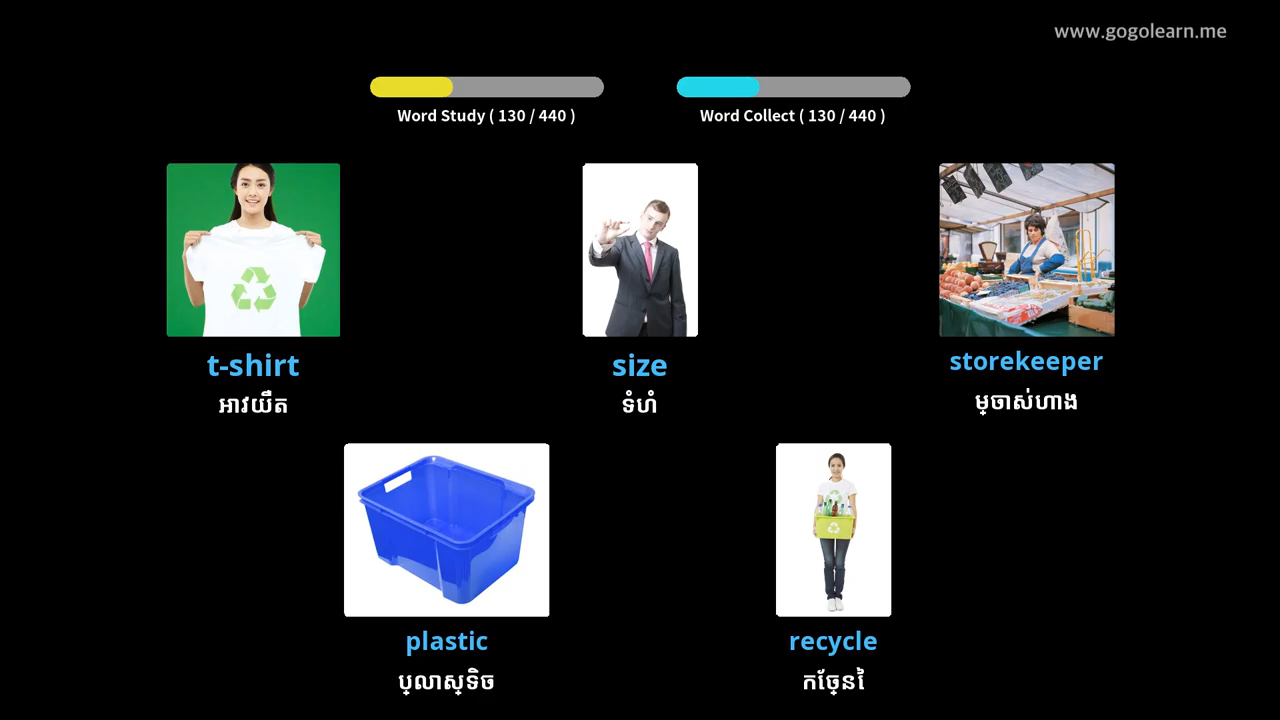 www.gogolearn.me
Word Study ( 130 / 440 )
Word Collect ( 130 / 440 )
t-shirt
size
storekeeper
អាវយឺត
ទំហំ
ម្ចាស់ហាង
plastic
recycle
ប្លាស្ទិច
កច្នៃ